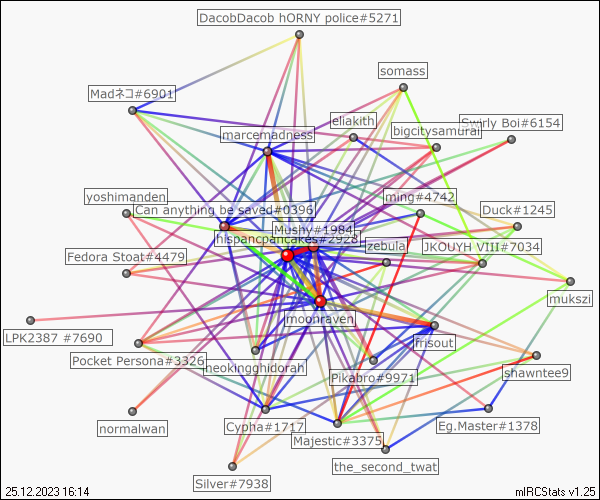 DacobDacob hORNY police#5271
somass
Madネコ#6901
eliakith
Swirly Boi#6154
bigcitysamurai
marcemadness
yoshimanden
ming#4742
Can anything be saved#0396
Duck#1245
Mushy#1984
hispancpancakes#2928
zebula
JKOUYH VIII#7034
Fedora Stoat#4479
mukszi
moonraven
LPK2387 #7690
frisout
Pocket Persona#3326
neokingghidorah
shawntee9
Pikabro#9971
Cypha#1717
Eg.Master#1378
normalwan
Majestic#3375
the_second_twat
Silver#7938
25.12.2023 16:14
mIRCStats v1.25